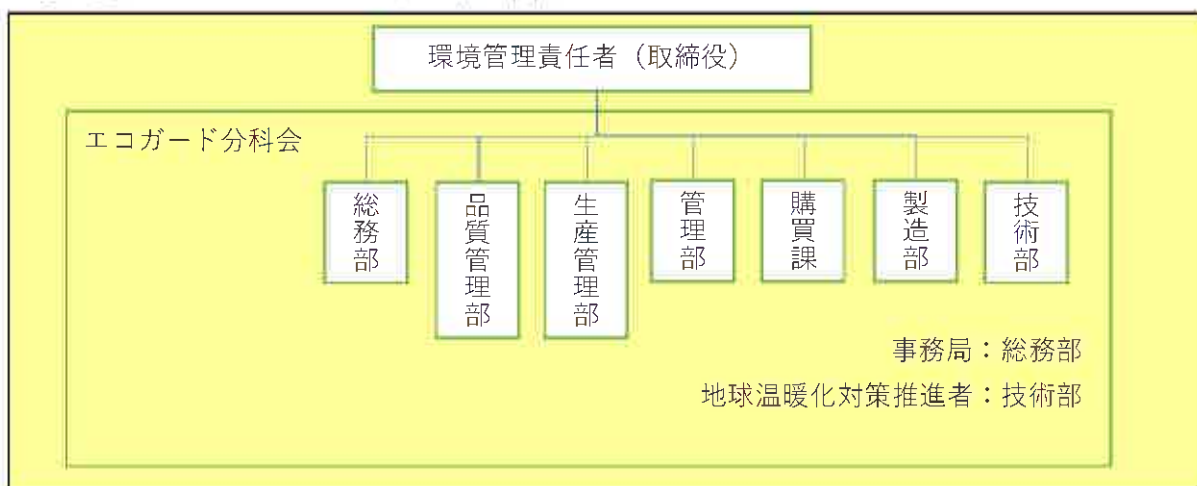 環境管理責任者（取締役）
エコガード分科会
総務部
品質管理部
生産管理部
管理部
購買課
製造部
技術部
事務局：総務部
地球温暖化対策推進者：技術部